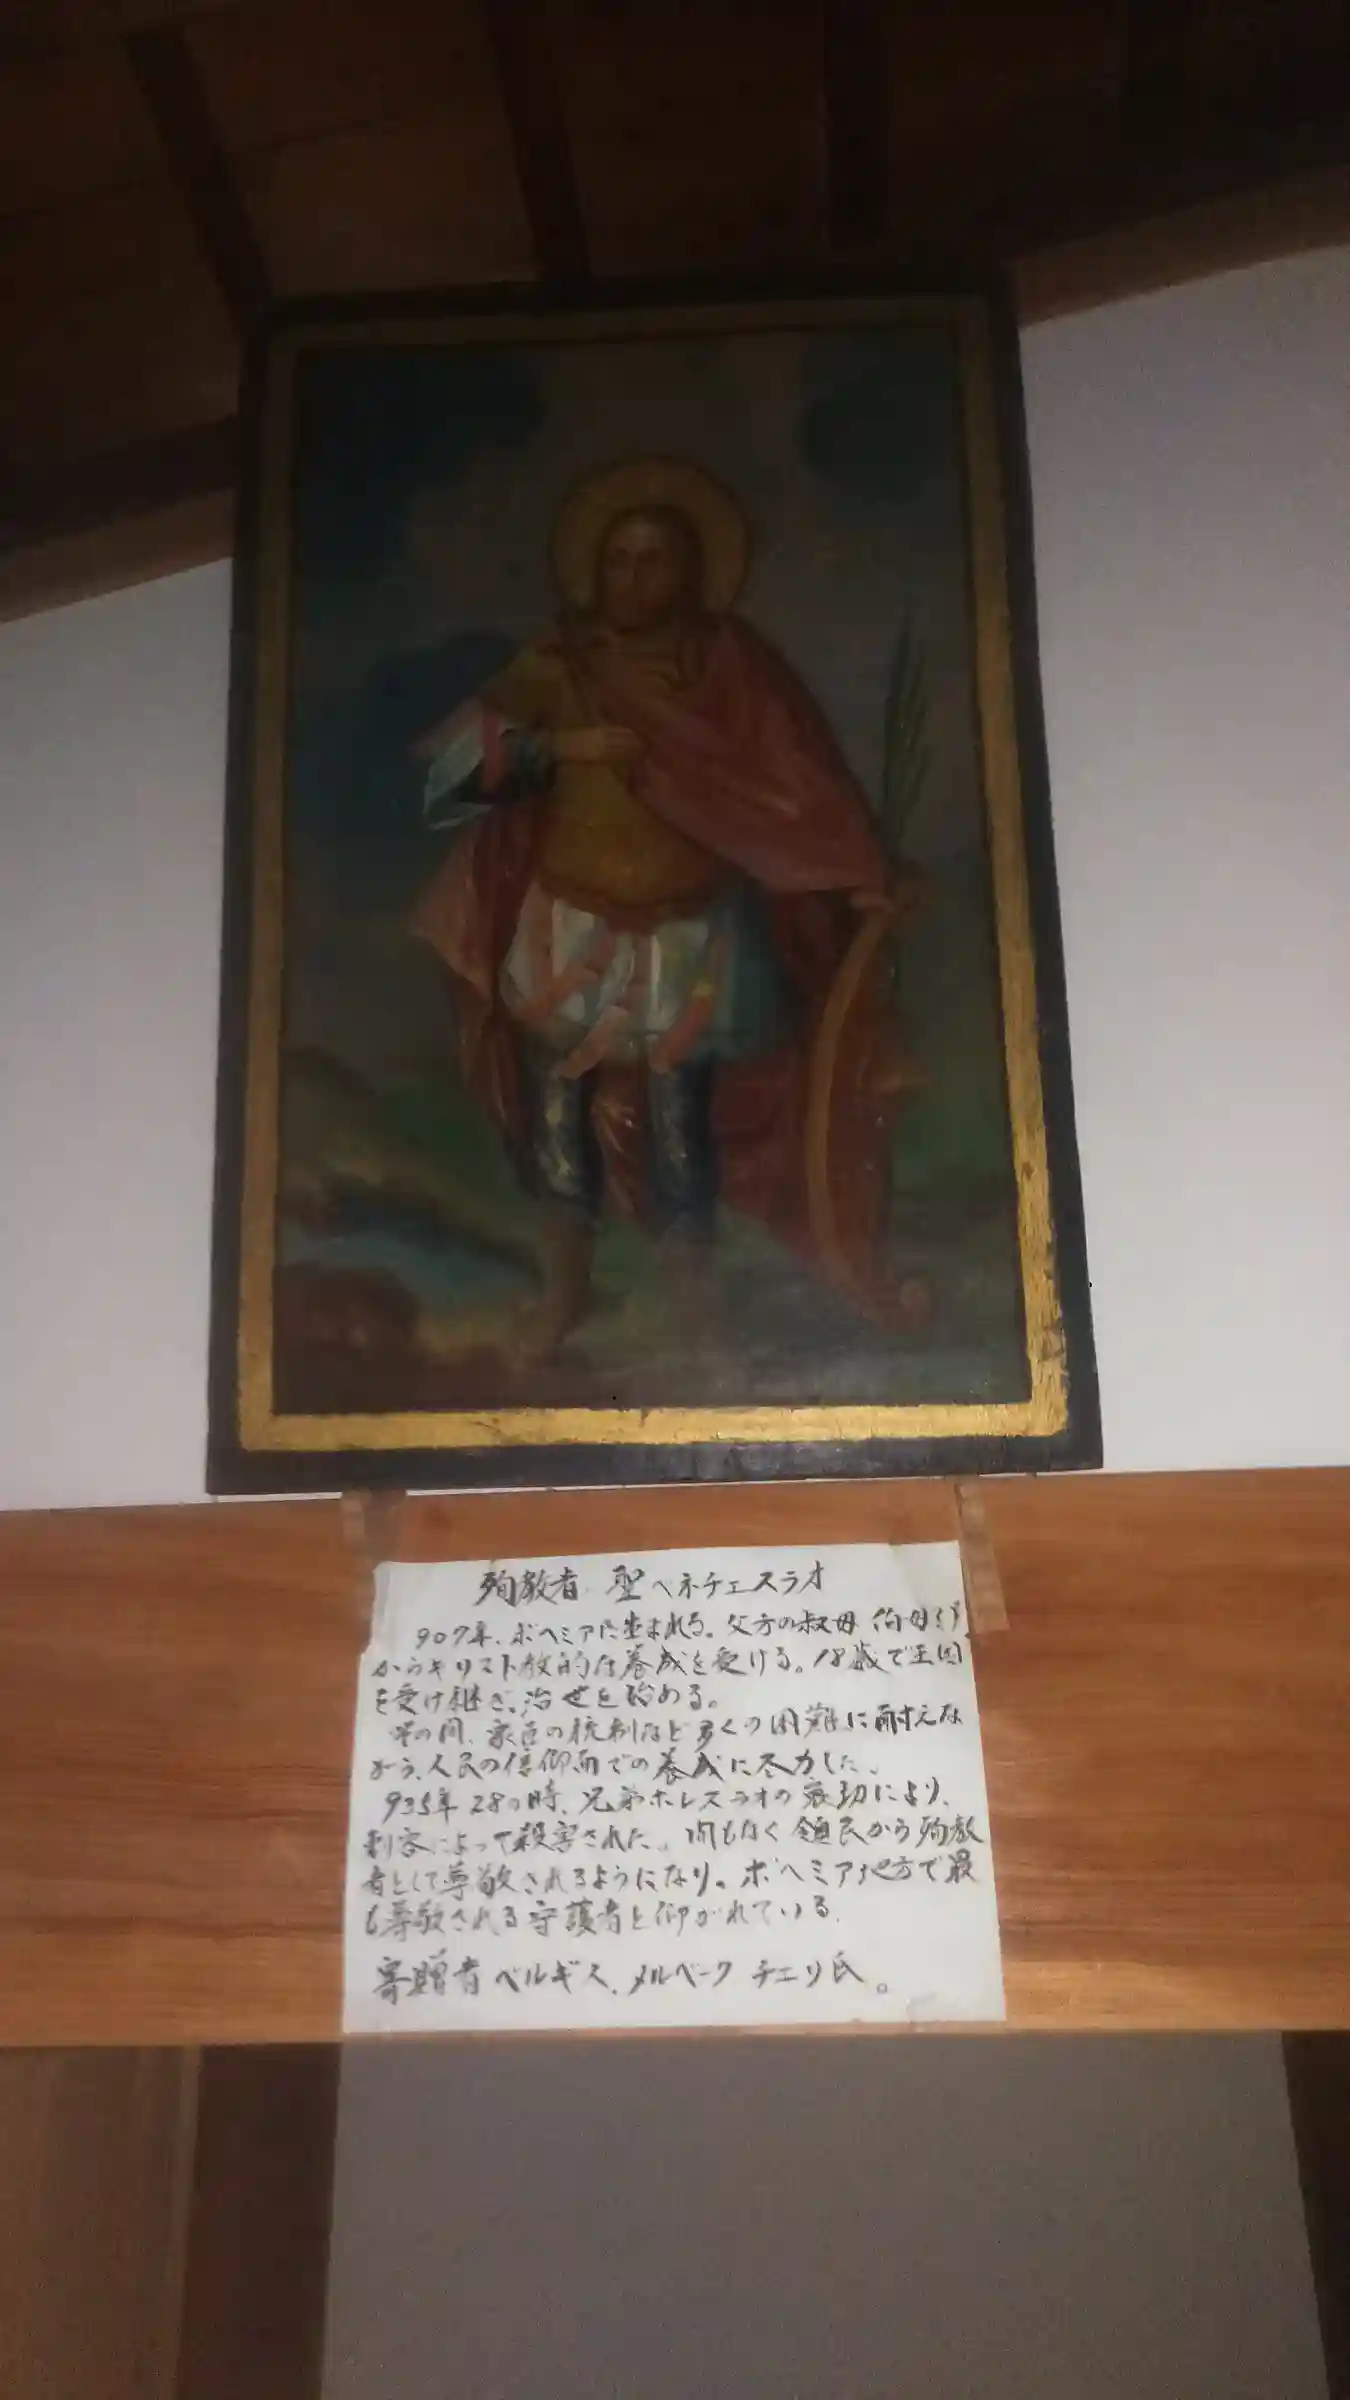 殉教者 聖ヘネチェスラオ
907年、ボヘミアに生まれる。父方の叔母 伯母
からキリスト教的な養成を受ける。18歳で王国
を受け継ぎ、治世を始める。
その間、家臣の統制など多くの困難に耐えな
がら、人民の信仰面での養成に尽力した。
935年 28の時、兄弟ボレスラオの策動により、
刺客によって殺害された。間もなく領民から殉教
者として尊敬されるようになり。ボヘミア地方で最
も尊敬される守護者と仰がれている。
寄贈者 ベルギス、メルベーク チエリ氏。